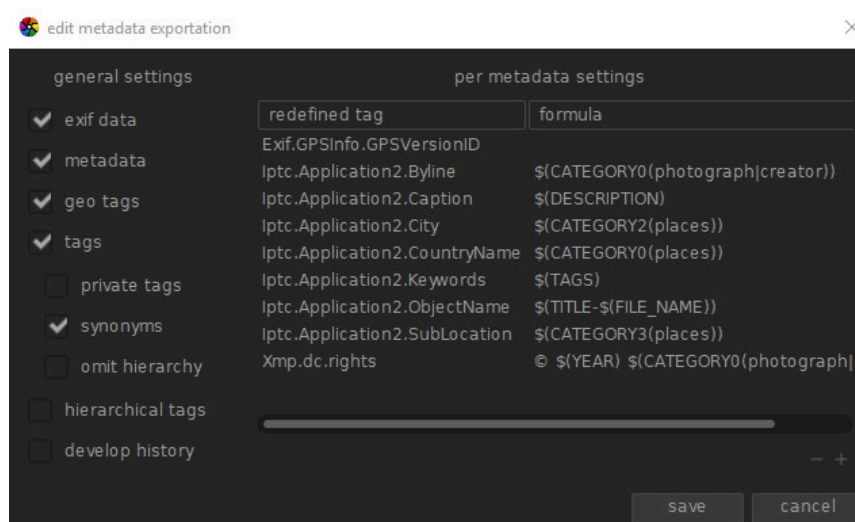 edit metadata exportation
general settings
per metadata settings
exif data
metadata
geo tags
tags
private tags
synonyms
omit hierarchy
hierarchical tags
develop history
redefined tag formula
Exif.GPSInfo.GPSVersionID
Iptc.Application2.Byline $(CATEGORY0(photograph|creator))
Iptc.Application2.Caption $(DESCRIPTION)
Iptc.Application2.City $(CATEGORY2(places))
Iptc.Application2.CountryName $(CATEGORY0(places))
Iptc.Application2.Keywords $(TAGS)
Iptc.Application2.ObjectName $(TITLE-$(FILE_NAME))
Iptc.Application2.SubLocation $(CATEGORY3(places))
Xmp.dc.rights © $(YEAR) $(CATEGORY0(photograph|
save cancel